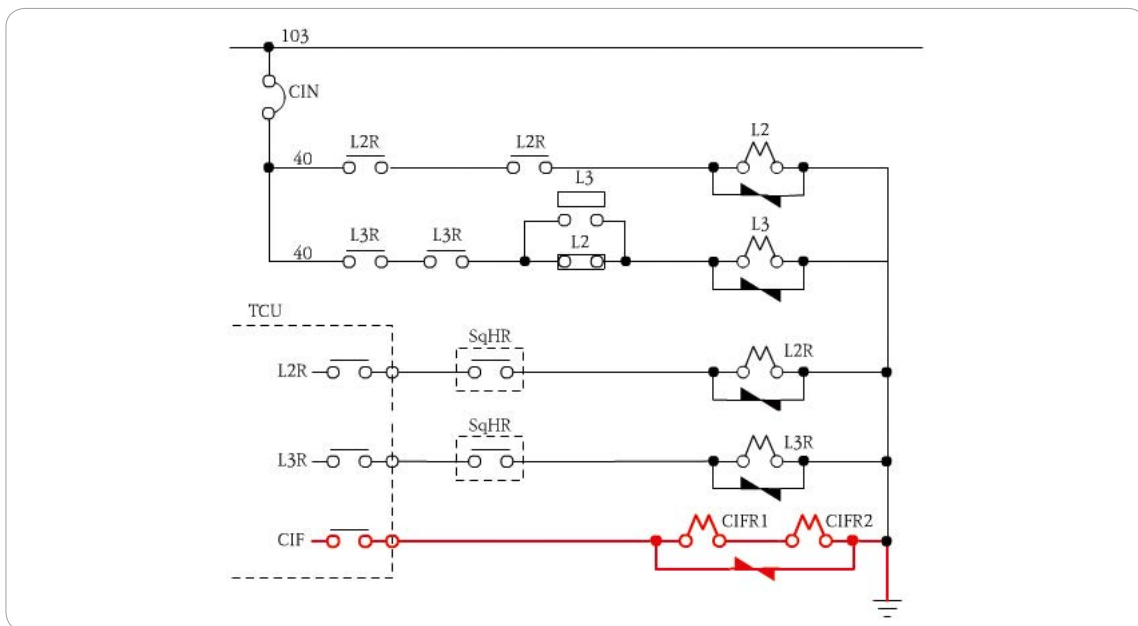 103
CIN
40 L2R L2R L2
L3
40 L3R L3R L2 L3
TCU
L2R SqHR L2R
L3R SqHR L3R
CIF CIFR1 CIFR2